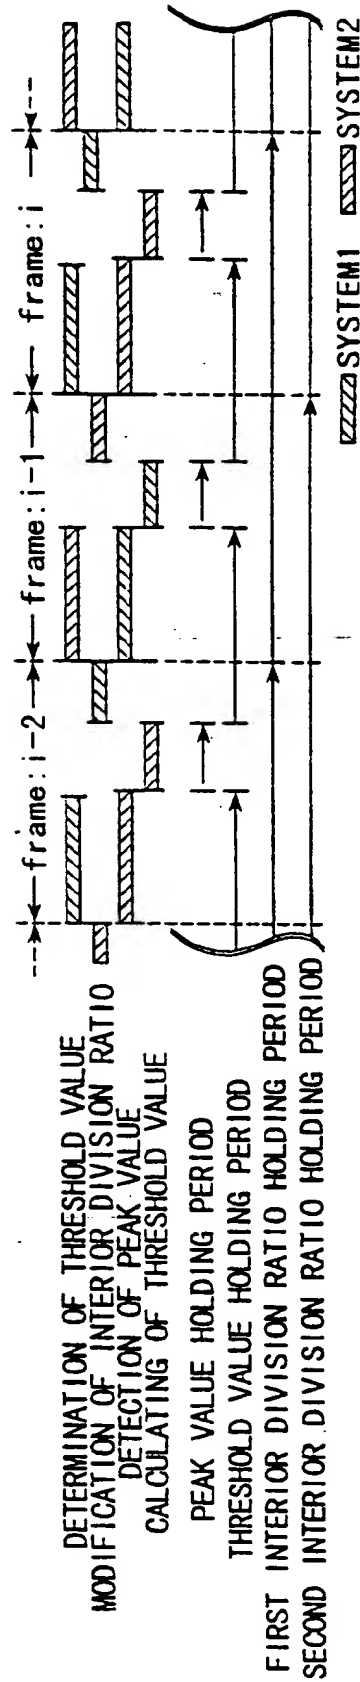 frame:i-2
frame:i-1
frame:i
DETERMINATION OF THRESHOLD VALUE
MODIFICATION OF INTERIOR DIVISION RATIO
DETECTION OF PEAK VALUE
CALCULATING OF THRESHOLD VALUE
PEAK VALUE HOLDING PERIOD
THRESHOLD VALUE HOLDING PERIOD
FIRST INTERIOR DIVISION RATIO HOLDING PERIOD
SECOND INTERIOR DIVISION RATIO HOLDING PERIOD
SYSTEM1
SYSTEM2